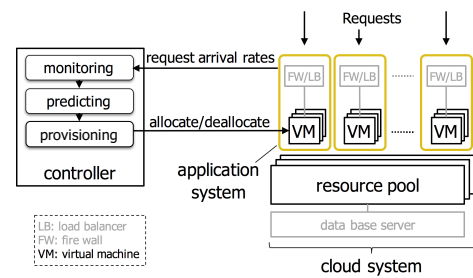 Requests
request arrival rates
monitoring
predicting
provisioning
controller
allocate/deallocate
FW/LB
FW/LB
FW/LB
VM
VM
VM
application
system
resource pool
data base server
cloud system
LB: load balancer
FW: fire wall
VM: virtual machine